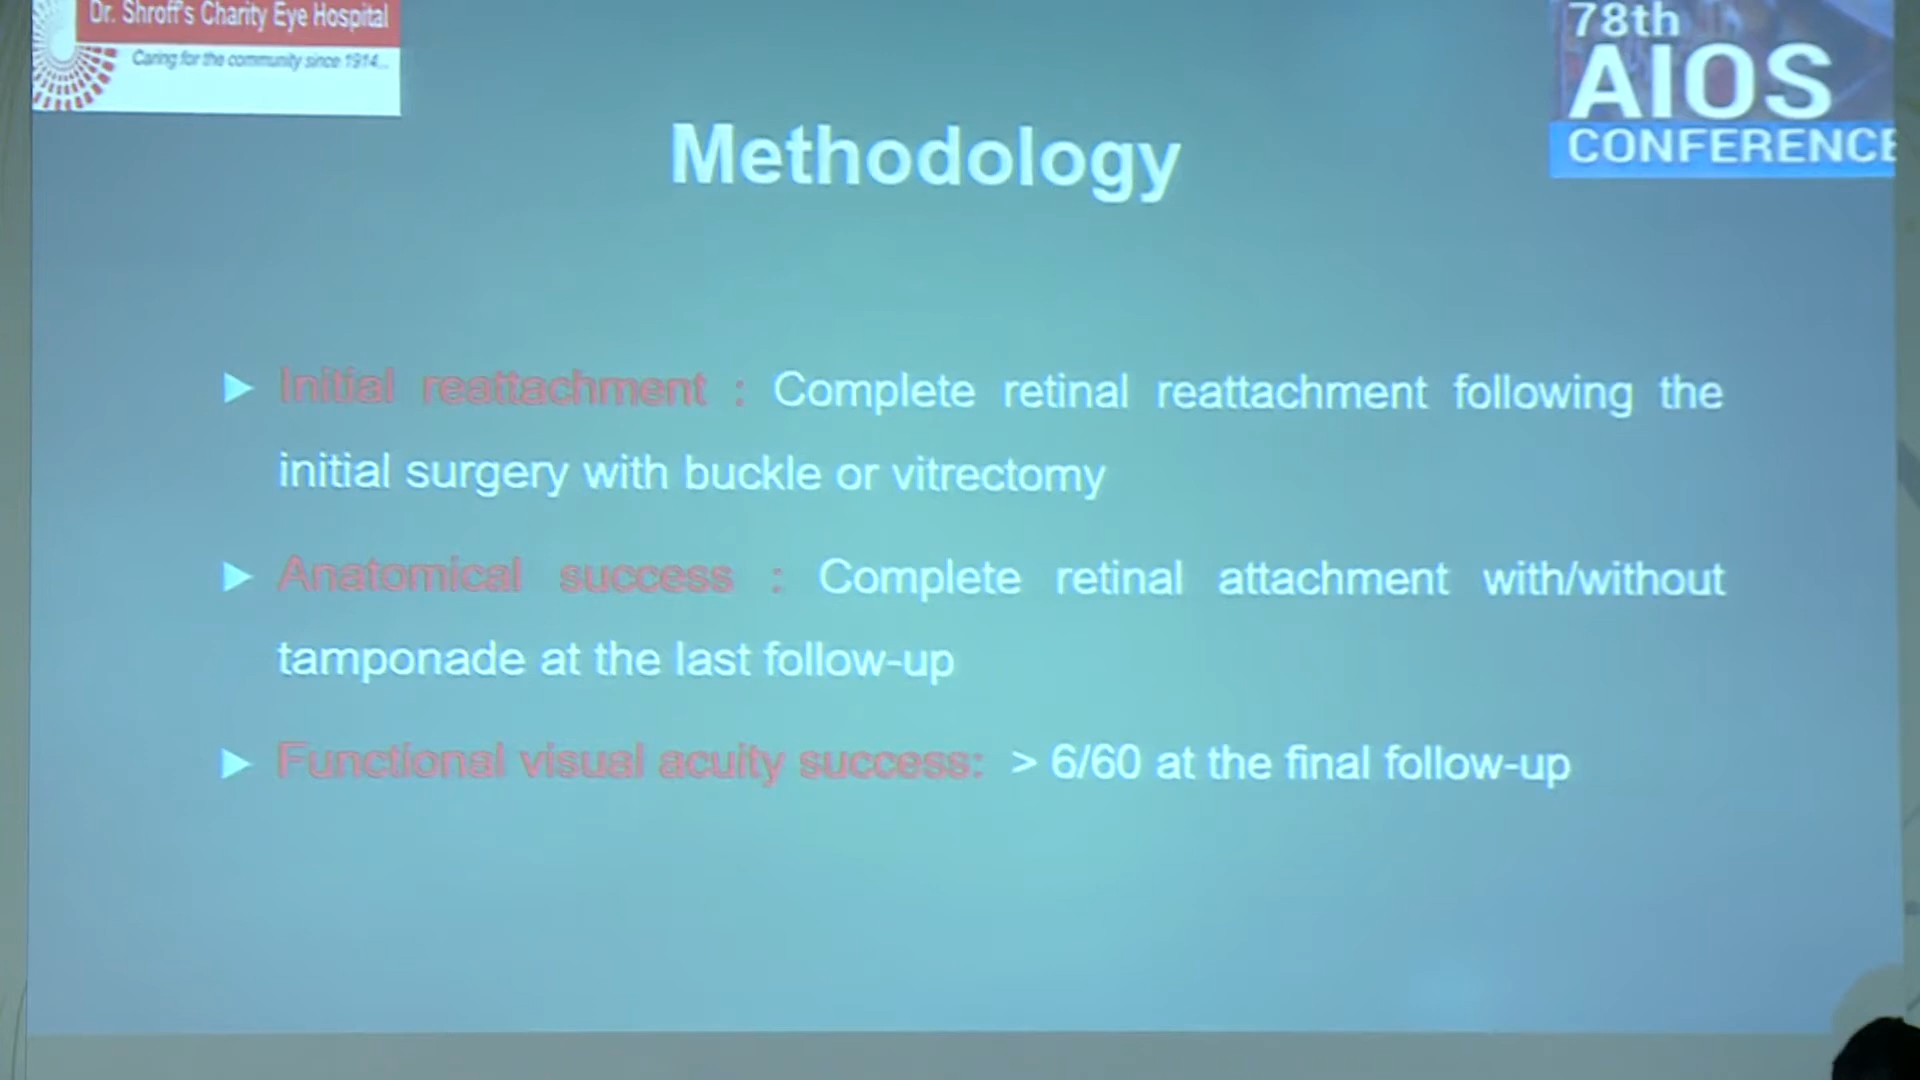 Dr. Shroff's Charity Eye Hospital
Caring for the community since 1914...
78th
AIOS
CONFERENCE
Methodology
Initial reattachment : Complete retinal reattachment following the
initial surgery with buckle or vitrectomy
Anatomical success : Complete retinal attachment with/without
tamponade at the last follow-up
Functional visual acuity success: > 6/60 at the final follow-up